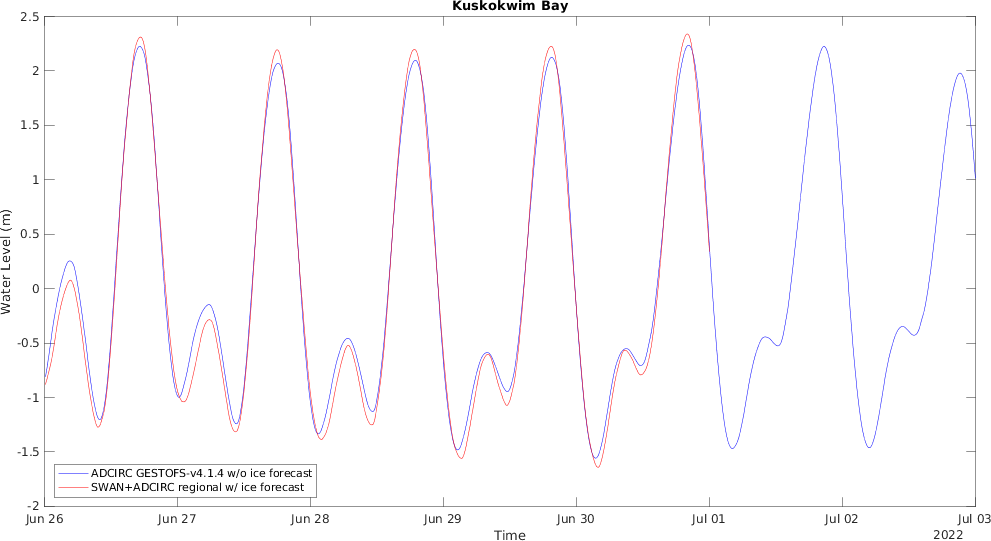 Kuskokwim Bay
2.5
2
1.5
1
0.5
0
-0.5
-1
-1.5
-2
Water Level (m)
ADCIRC GESTOFS-v4.1.4 w/o ice forecast
SWAN+ADCIRC regional w/ ice forecast
Jun 26 Jun 27 Jun 28 Jun 29 Jun 30 Jul 01 Jul 02 Jul 03
Time
2022